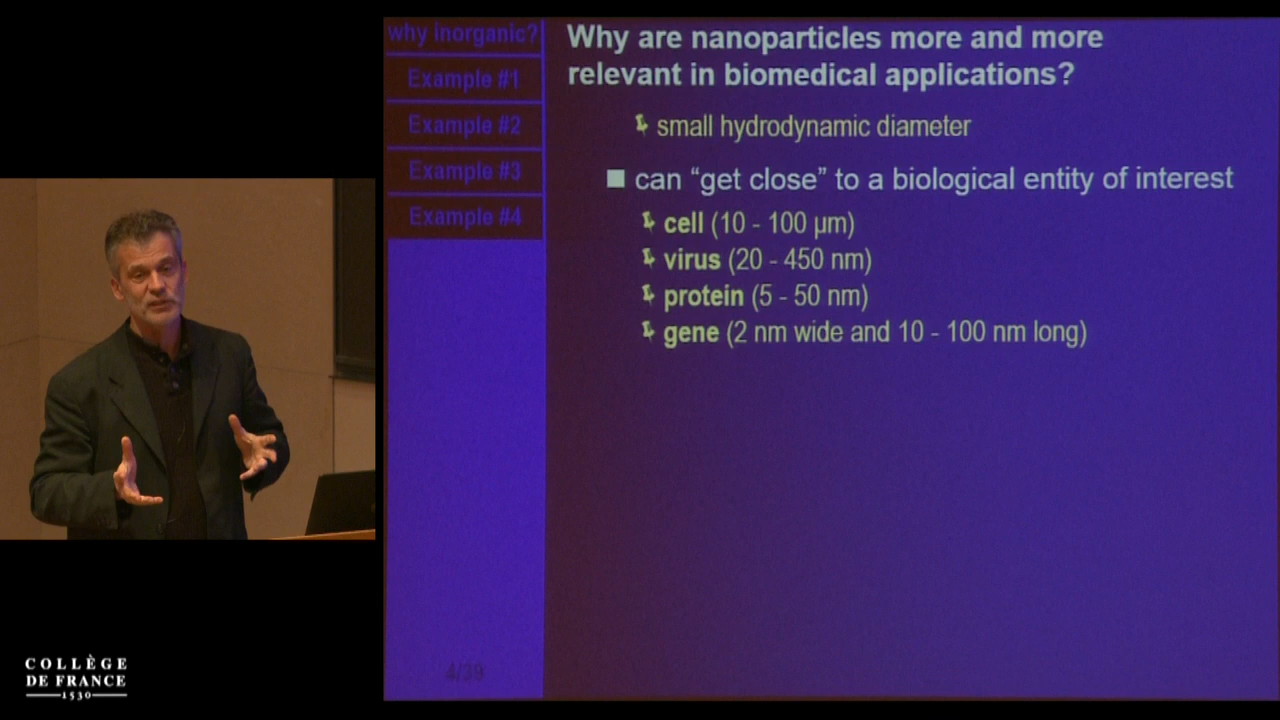 why inorganic?
Example #1
Example #2
Example #3
Example #4
4/39
Why are nanoparticles more and more
relevant in biomedical applications?
small hydrodynamic diameter
can “get close” to a biological entity of interest
cell (10 - 100 µm)
virus (20 - 450 nm)
protein (5 - 50 nm)
gene (2 nm wide and 10 - 100 nm long)
COLLÈGE
DE FRANCE
1530